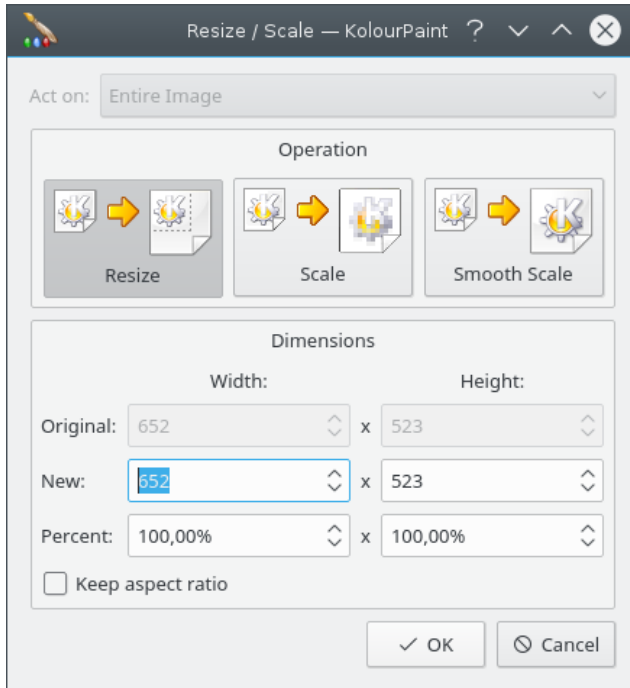 Resize / Scale — KolourPaint
Act on: Entire Image
Operation
Resize Scale Smooth Scale
Dimensions
Width: Height:
Original: 652 x 523
New: 652 x 523
Percent: 100,00% x 100,00%
Keep aspect ratio
OK Cancel